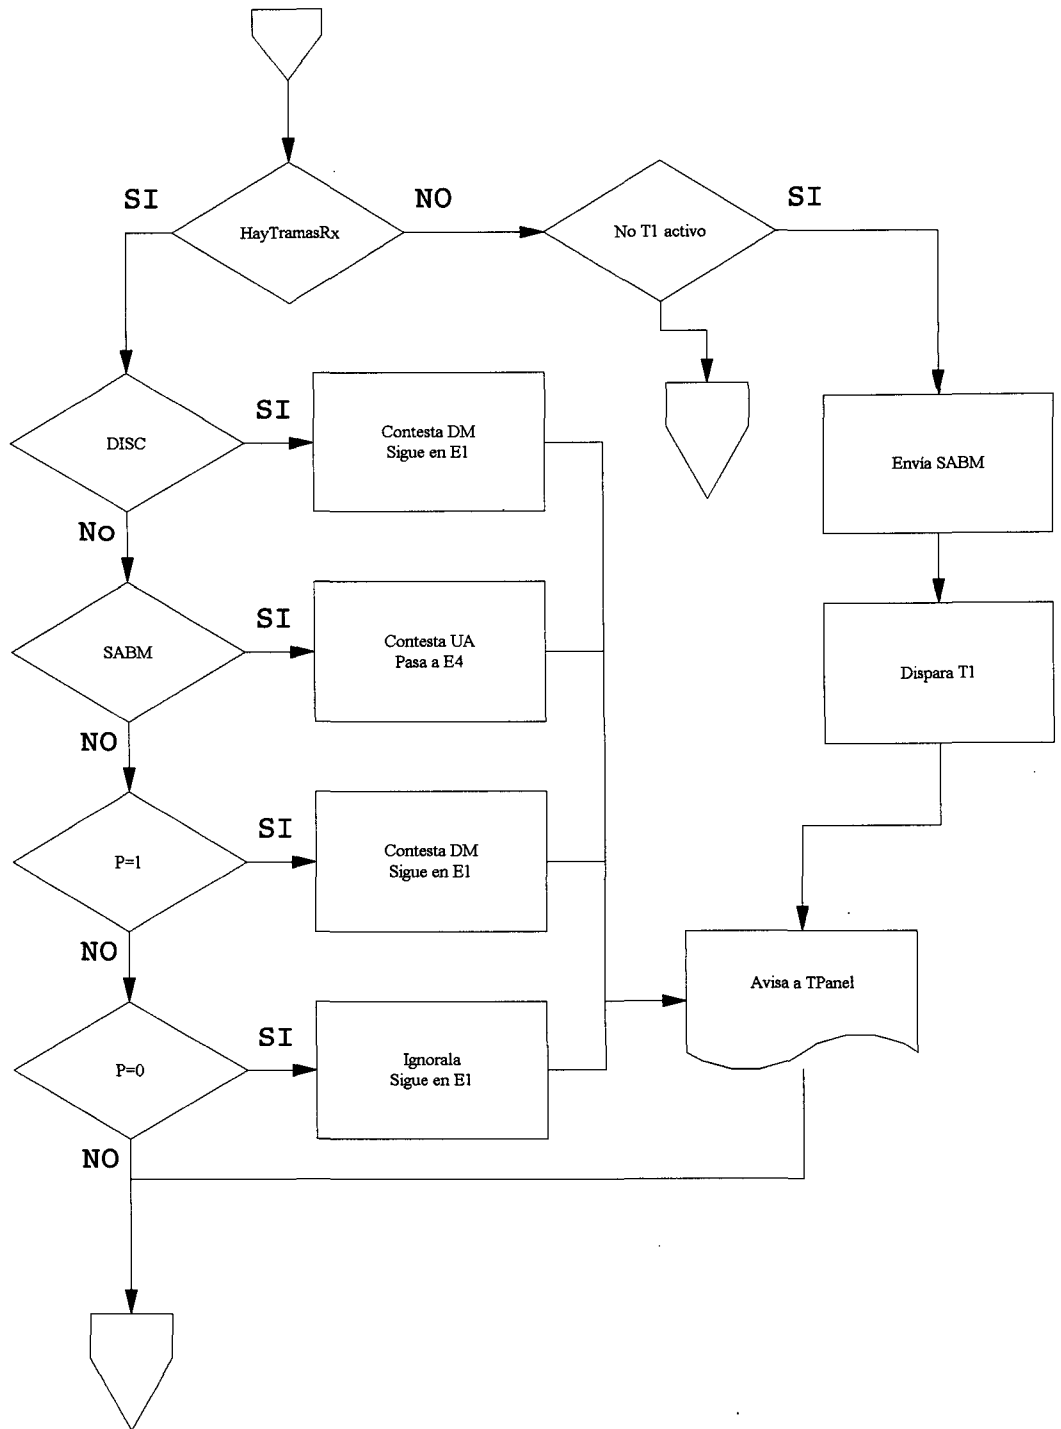 SI
NO
SI
HayTramasRx
No T1 activo
DISC
SI
Contesta DM
Sigue en E1
Envía SABM
No
SABM
SI
Contesta UA
Pasa a E4
Dispara T1
NO
P=1
SI
Contesta DM
Sigue en E1
NO
Avisa a TPanel
P=0
SI
Ignorala
Sigue en E1
NO